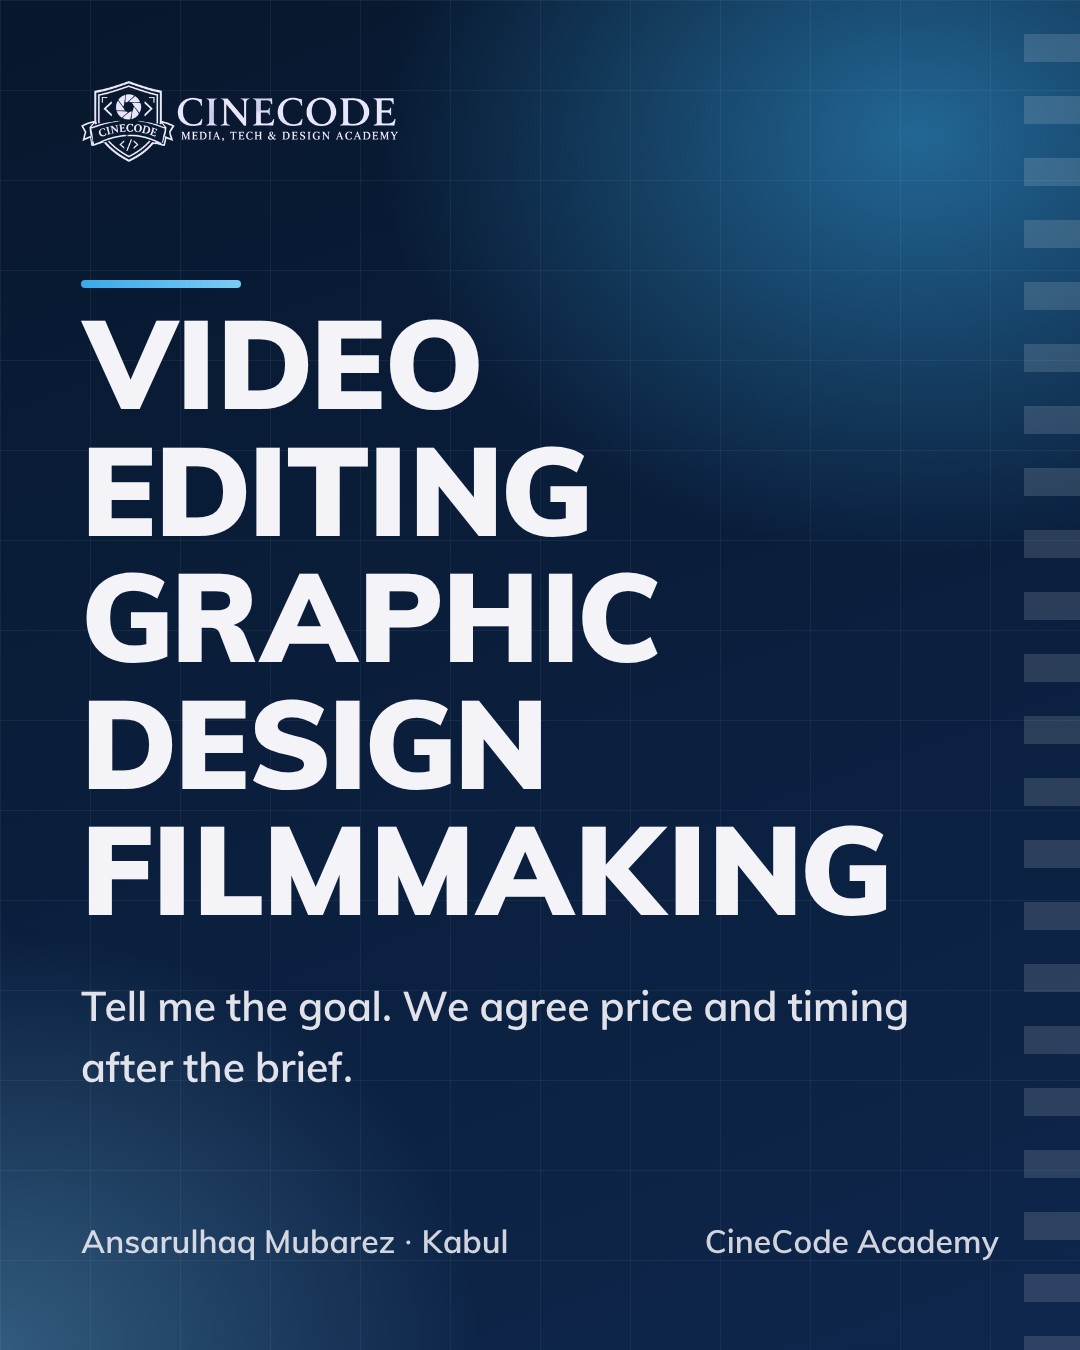 CINECODE
CINECODE
MEDIA, TECH & DESIGN ACADEMY
VIDEO
EDITING
GRAPHIC
DESIGN
FILMMAKING
Tell me the goal. We agree price and timing
after the brief.
Ansarulhaq Mubarez · Kabul
CineCode Academy